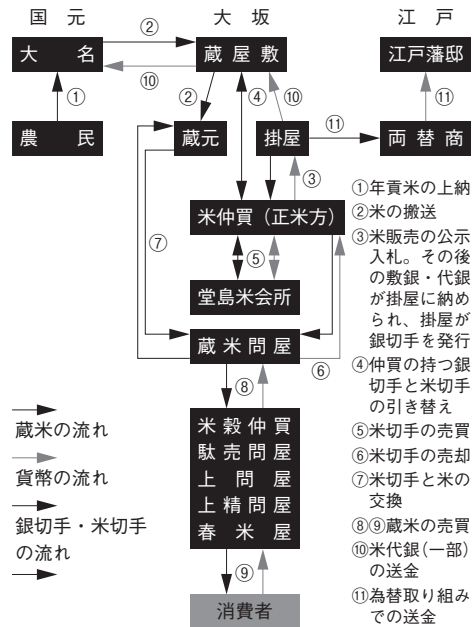 国元
大坂
江戸
大名
②
蔵屋敷
江戸藩邸
⑩
①
②
④
⑩
⑪
農民
蔵元
掛屋
⑪
両替商
③
米仲買（正米方）
⑦
⑤
堂島米会所
蔵米問屋
⑥
⑧
米穀仲買
駄売問屋
上問屋
上精問屋
舂米屋
⑨
消費者
蔵米の流れ
貨幣の流れ
銀切手・米切手
の流れ
①年貢米の上納
②米の搬送
③米販売の公示
入札。その後
の敷銀・代銀
が掛屋に納め
られ、掛屋が
銀切手を発行
④仲買の持つ銀
切手と米切手
の引き替え
⑤米切手の売買
⑥米切手の売却
⑦米切手と米の
交換
⑧⑨蔵米の売買
⑩米代銀（一部）
の送金
⑪為替取り組み
での送金